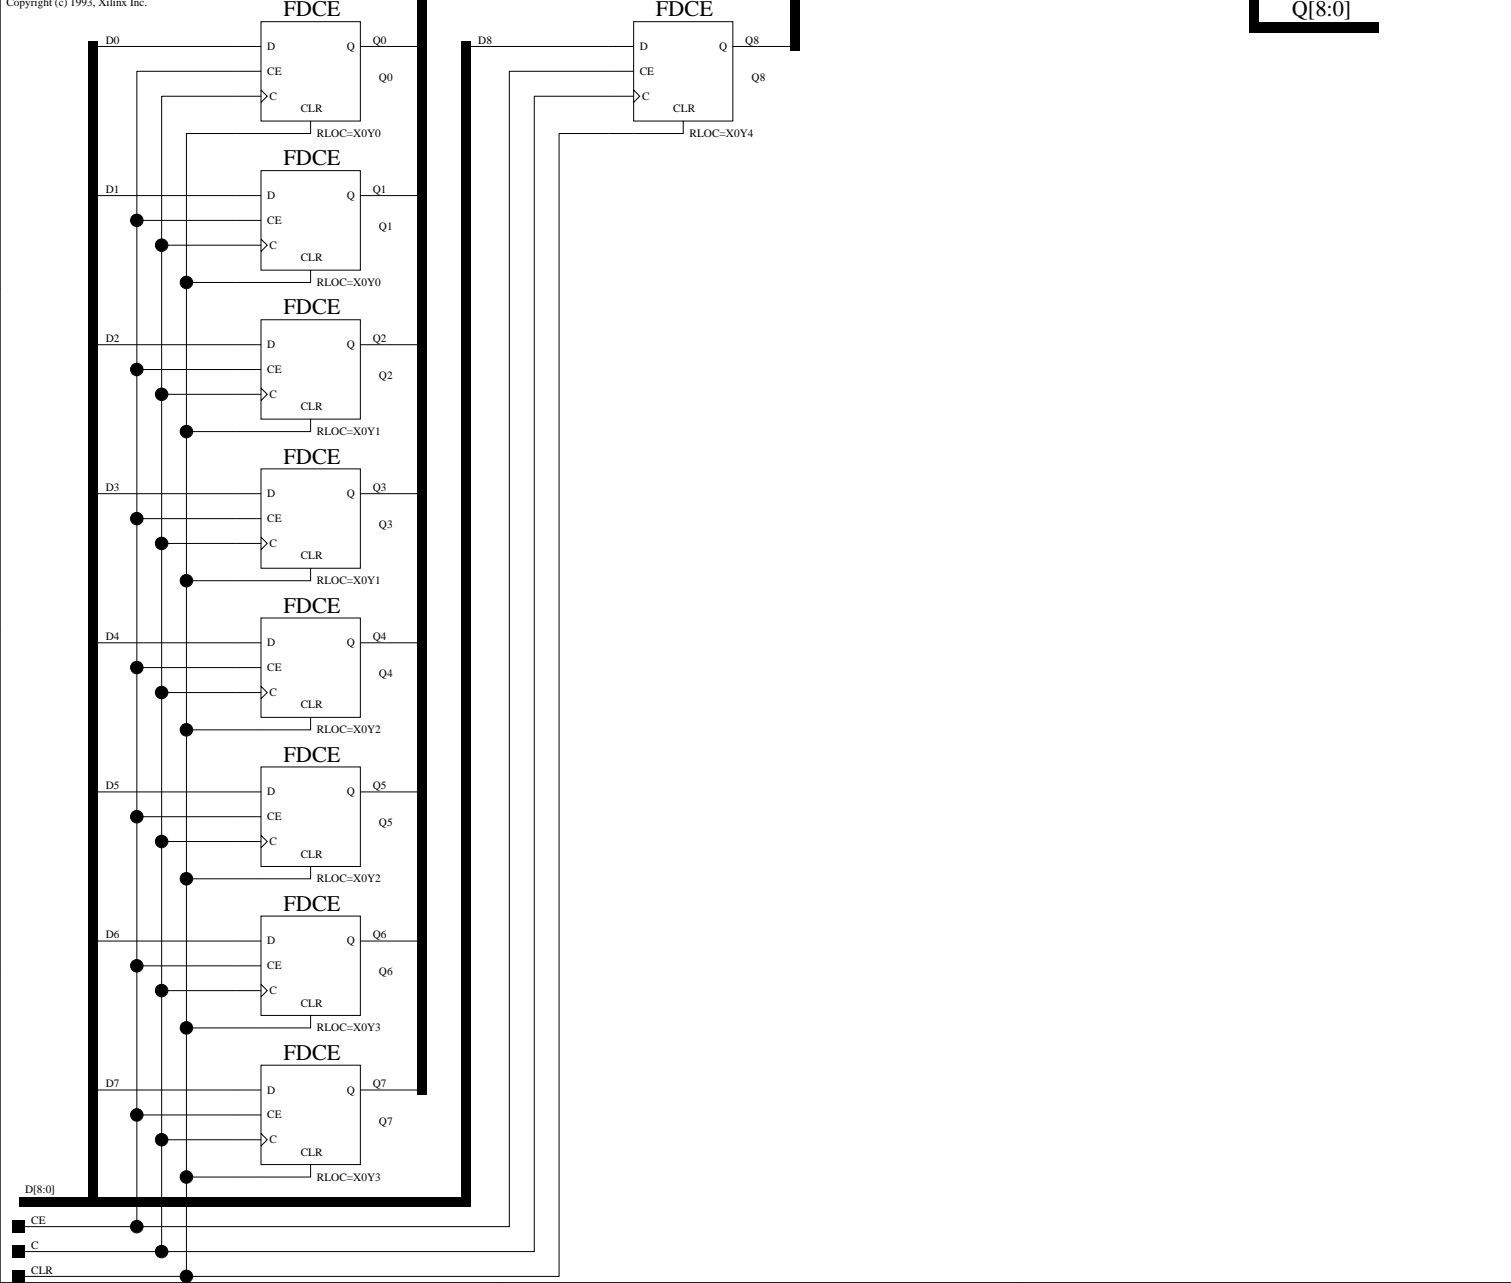 Copyright (c) 1993, Xilinx Inc.
FDCE
FDCE
Q[8:0]
D0 D Q Q0
D8 D Q Q8
CE
Q0
CE
Q8
C
C
CLR
CLR
RLOC=X0Y0
RLOC=X0Y4
FDCE
D1 D Q Q1
CE
Q1
C
CLR
RLOC=X0Y0
FDCE
D2 D Q Q2
CE
Q2
C
CLR
RLOC=X0Y1
FDCE
D3 D Q Q3
CE
Q3
C
CLR
RLOC=X0Y1
FDCE
D4 D Q Q4
CE
Q4
C
CLR
RLOC=X0Y2
FDCE
D5 D Q Q5
CE
Q5
C
CLR
RLOC=X0Y2
FDCE
D6 D Q Q6
CE
Q6
C
CLR
RLOC=X0Y3
FDCE
D7 D Q Q7
CE
Q7
C
CLR
RLOC=X0Y3
D[8:0]
CE
C
CLR